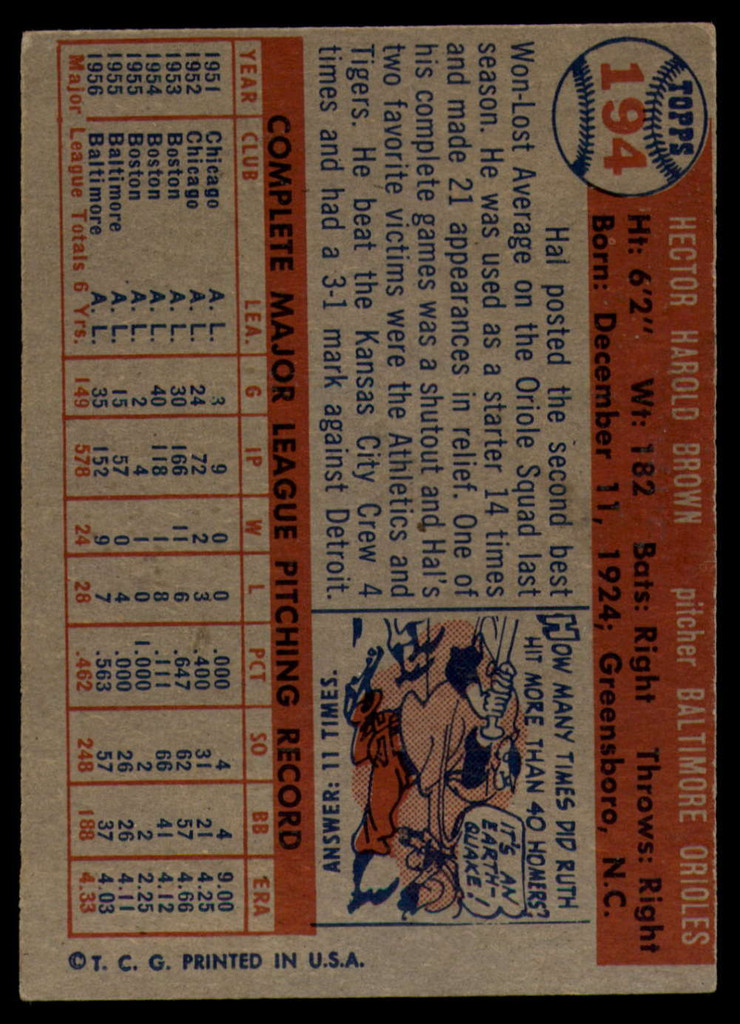 TOPPS
194
HECTOR HAROLD BROWN pitcher BALTIMORE ORIOLES
Ht: 6'2" Wt: 182 Bats: Right Throws: Right
Born: December 11, 1924; Greensboro, N.C.
Hal posted the second best
Won-Lost Average on the Oriole Squad last
season. He was used as a starter 14 times
and made 21 appearances in relief. One of
his complete games was a shutout and Hal's
two favorite victims were the Athletics and
Tigers. He beat the Kansas City Crew 4
times and had a 3-1 mark against Detroit.
HOW MANY TIMES DID RUTH
HIT MORE THAN 40 HOMERS?
IT'S AN
EARTH-
QUAKE!
ANSWER: 11 TIMES.
COMPLETE MAJOR LEAGUE PITCHING RECORD
YEAR CLUB LEA. G IP W L PCT SO BB ERA
1951 Chicago A. L. 3 9 0 0 .000 4 4 9.00
1952 Chicago A. L. 24 72 2 3 .400 31 21 4.25
1953 Boston A. L. 30 166 11 6 .647 62 57 4.66
1954 Boston A. L. 40 118 1 8 .111 66 41 4.12
1955 Boston A. L. 2 4 1 0 1.000 2 2 2.25
1955 Baltimore A. L. 15 57 0 4 .000 26 26 4.11
1956 Baltimore A. L. 35 152 9 7 .563 57 37 4.03
Major League Totals 6 Yrs. 149 578 24 28 .462 248 188 4.33
© T. C. G. PRINTED IN U.S.A.